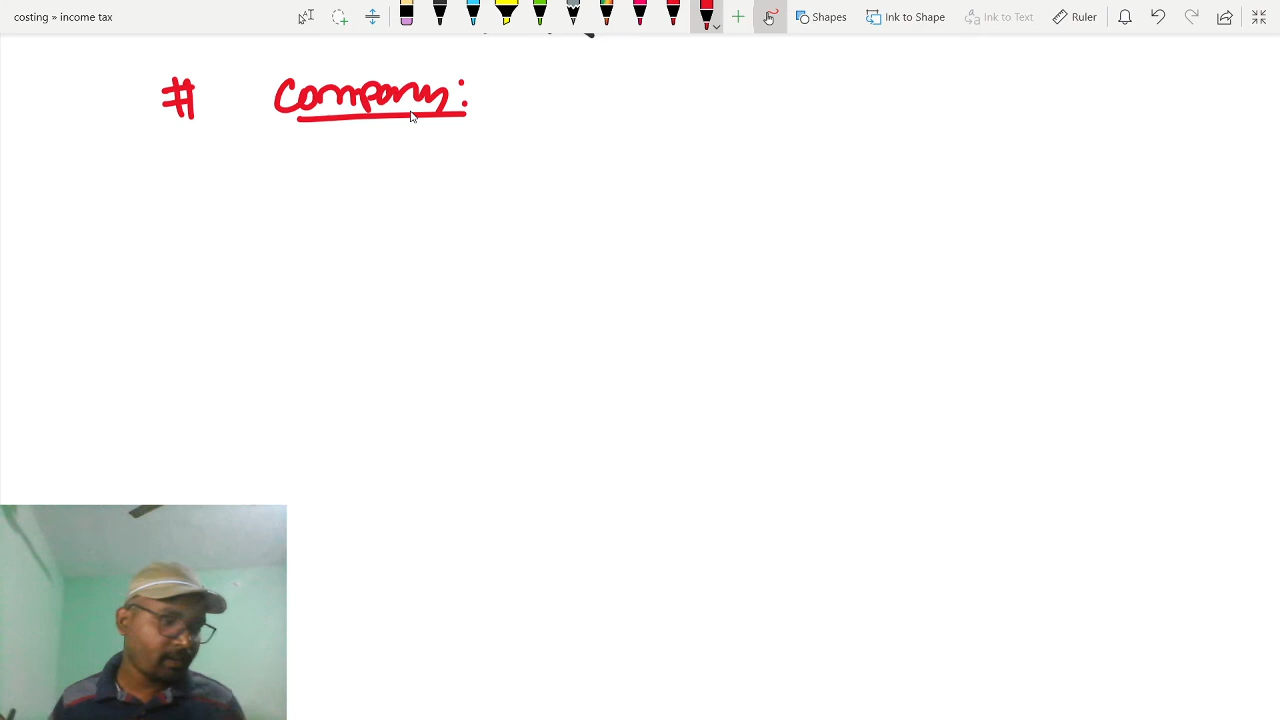 costing » income tax
Shapes
Ink to Shape
Ink to Text
Ruler
# Company: